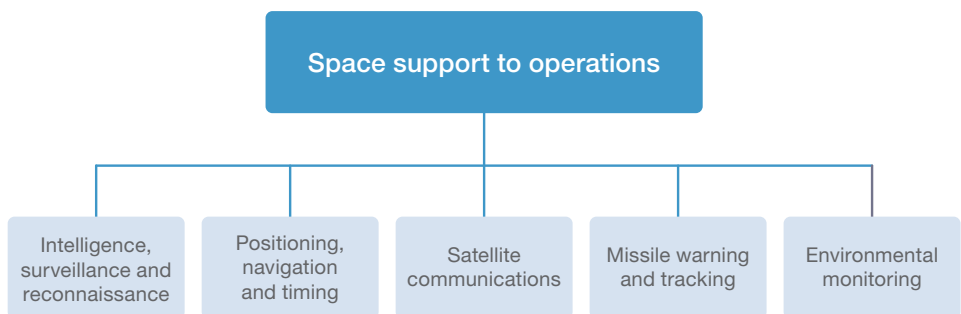 Space support to operations
Intelligence,
surveillance and
reconnaissance
Positioning,
navigation
and timing
Satellite
communications
Missile warning
and tracking
Environmental
monitoring